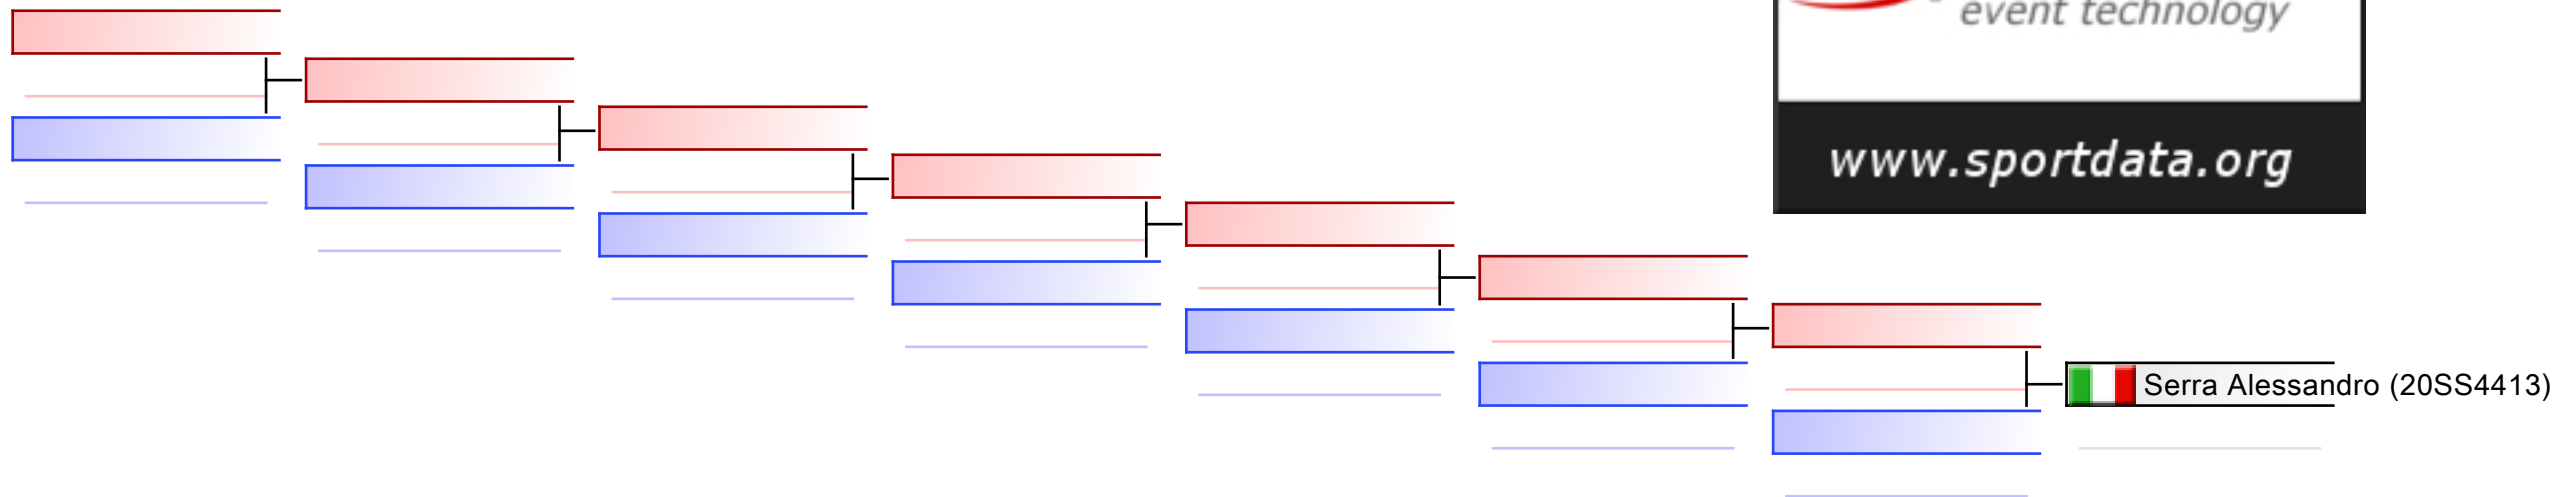 event technology
www.sportdata.org
Serra Alessandro (20SS4413)